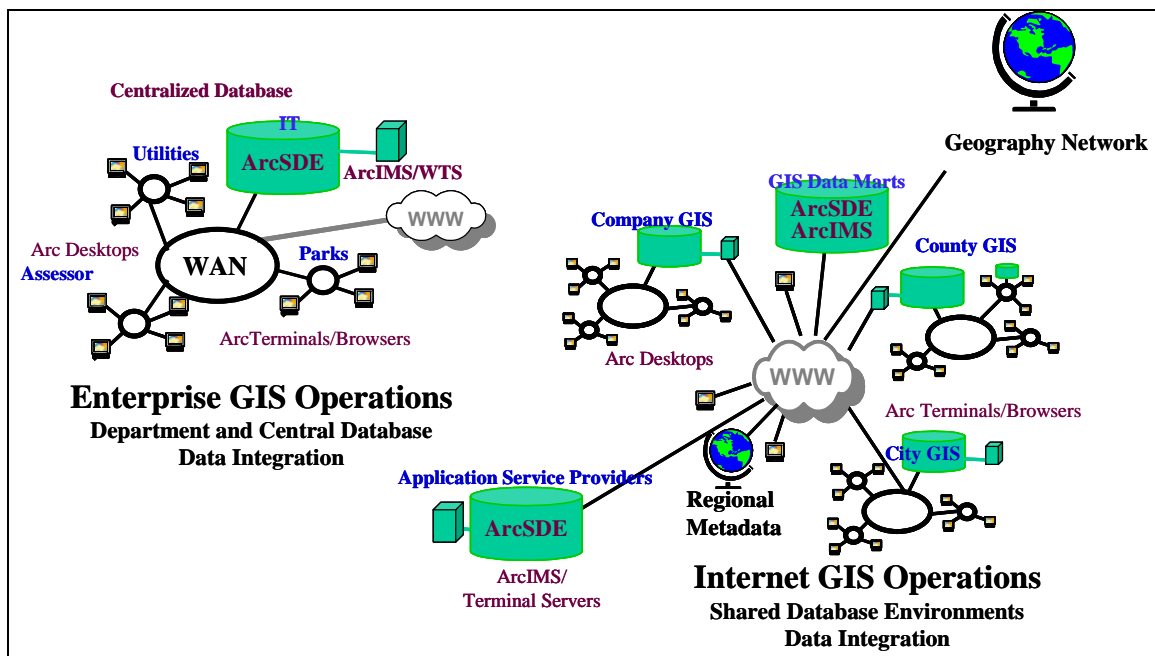 Centralized Database
IT
ArcSDE
ArcIMS/WTS
Utilities
WWW
Arc Desktops
Assessor
WAN
Parks
ArcTerminals/Browsers
Enterprise GIS Operations
Department and Central Database
Data Integration
Geography Network
GIS Data Marts
ArcSDE
ArcIMS
Company GIS
County GIS
Arc Desktops
WWW
Arc Terminals/Browsers
City GIS
Application Service Providers
ArcSDE
ArcIMS/
Terminal Servers
Regional
Metadata
Internet GIS Operations
Shared Database Environments
Data Integration